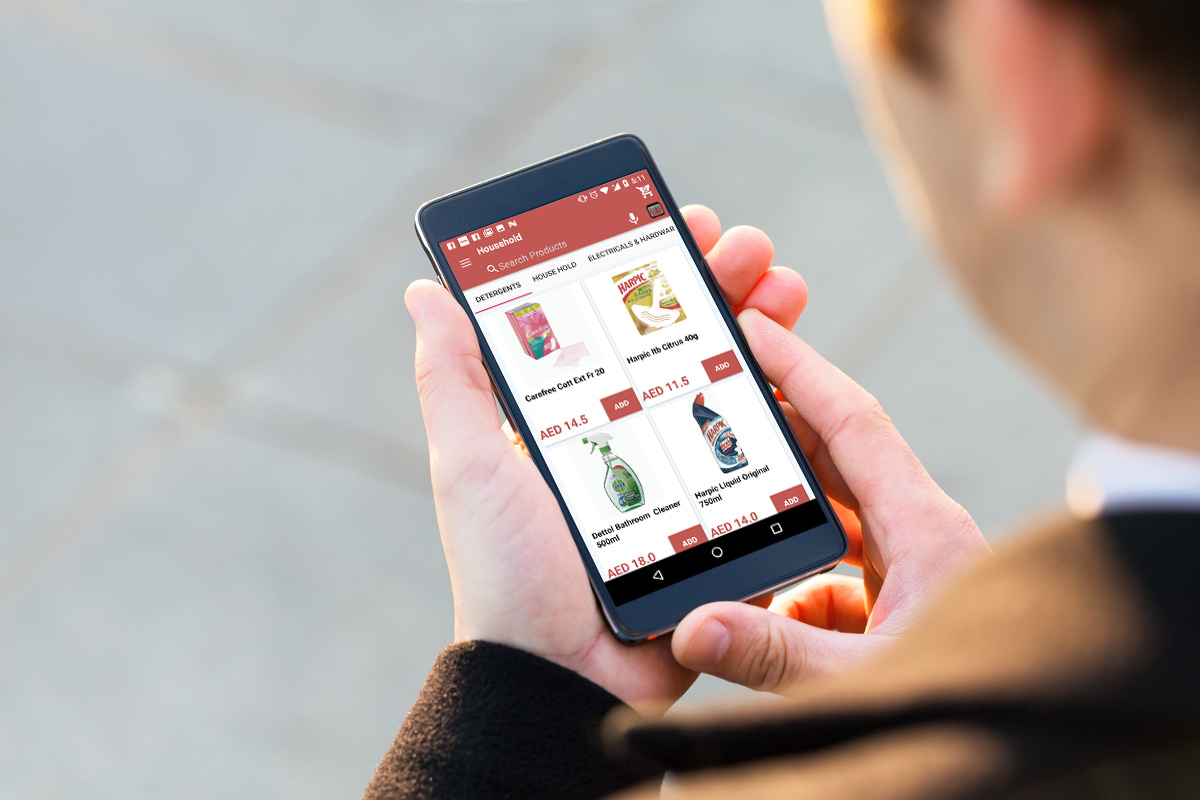 5:11
Household
Search Products
DETERGENTS
HOUSE HOLD
ELECTRICALS & HARDWAR
HARPIC
Carefree Cott Ext Fr 20
AED 14.5
ADD
Harpic Itb Citrus 40g
AED 11.5
ADD
Dettol
HARPIC
Dettol Bathroom Cleaner
500ml
AED 18.0
ADD
Harpic Liquid Original
750ml
AED 14.0
ADD